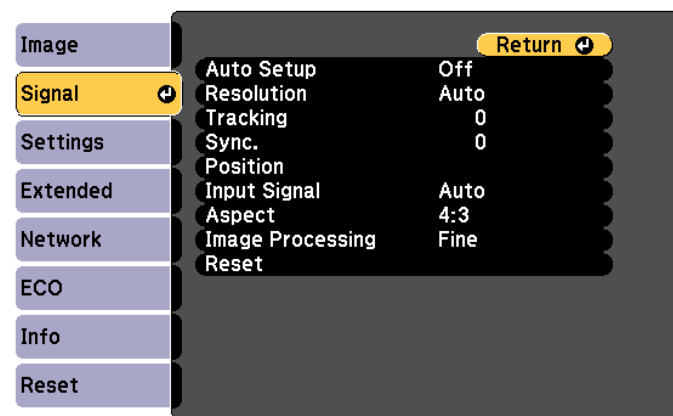 Image
Signal
Settings
Extended
Network
ECO
Info
Reset
Return
Auto Setup Off
Resolution Auto
Tracking 0
Sync. 0
Position
Input Signal Auto
Aspect 4:3
Image Processing Fine
Reset